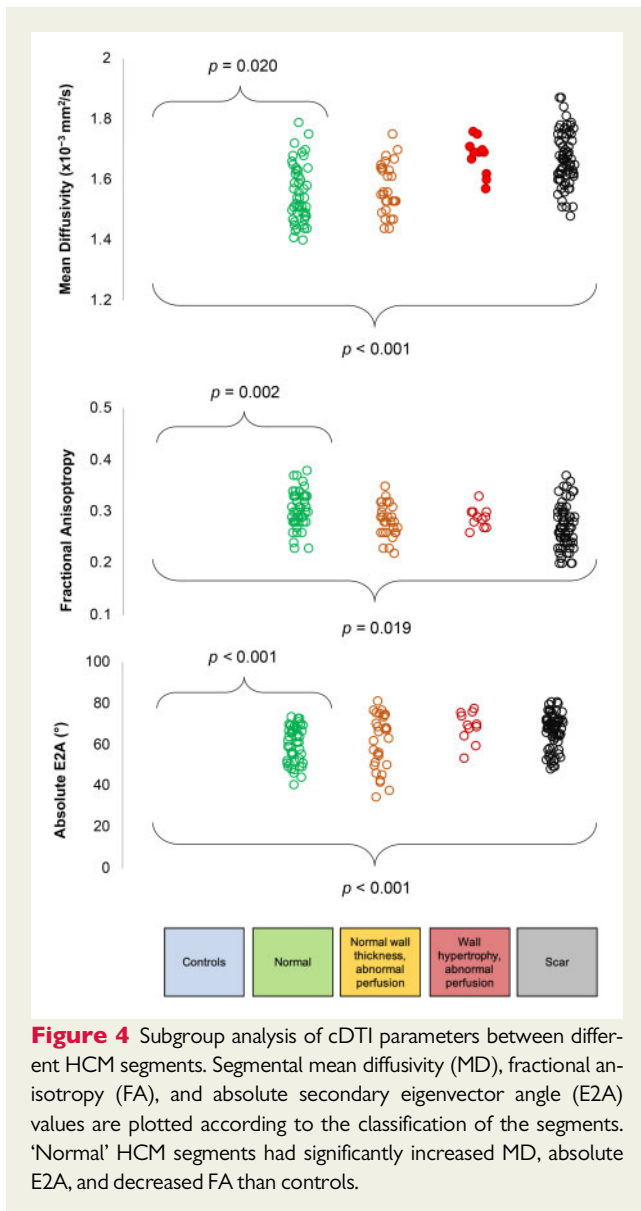 2
p = 0.020
1.8
1.6
1.4
1.2
Mean Diffusivity (x10⁻³ mm²/s)
p < 0.001
0.5
p = 0.002
0.4
0.3
0.2
0.1
Fractional Anisoptropy
p = 0.019
100
p < 0.001
80
60
40
20
0
Absolute E2A (°)
p < 0.001
Controls
Normal
Normal wall
thickness,
abnormal
perfusion
Wall
hypertrophy,
abnormal
perfusion
Scar
Figure 4 Subgroup analysis of cDTI parameters between differ-
ent HCM segments. Segmental mean diffusivity (MD), fractional an-
isotropy (FA), and absolute secondary eigenvector angle (E2A)
values are plotted according to the classification of the segments.
‘Normal’ HCM segments had significantly increased MD, absolute
E2A, and decreased FA than controls.